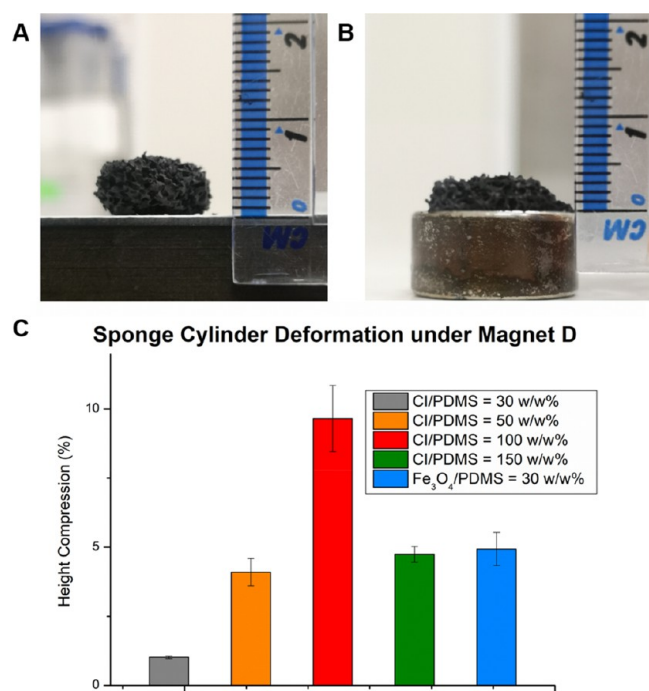 A
B
2
1
0
CM
2
1
0
CM
C
Sponge Cylinder Deformation under Magnet D
CI/PDMS = 30 w/w%
CI/PDMS = 50 w/w%
CI/PDMS = 100 w/w%
CI/PDMS = 150 w/w%
Fe₃O₄/PDMS = 30 w/w%
Height Compression (%)
10
5
0